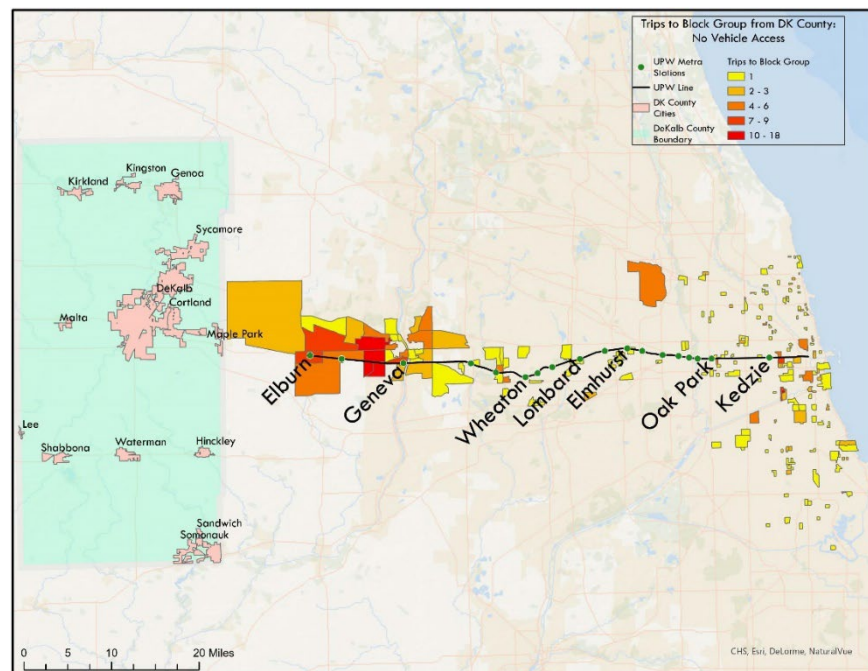 Trips to Block Group from DK County:
No Vehicle Access
UPW Metra
Stations
UPW Line
DK County
Cities
DeKalb County
Boundary
Trips to Block Group
1
2 - 3
4 - 6
7 - 9
10 - 18
Kirkland
Kingston
Genoa
Sycamore
DeKalb
Cortland
Malta
Maple Park
Elburn
Geneva
Wheaton
Lombard
Elmhurst
Oak Park
Kedzie
Lee
Shabbona
Waterman
Hinckley
Sandwich
Somonauk
0 5 10 20 Miles
CHS, Esri, DeLorme, NaturalVue